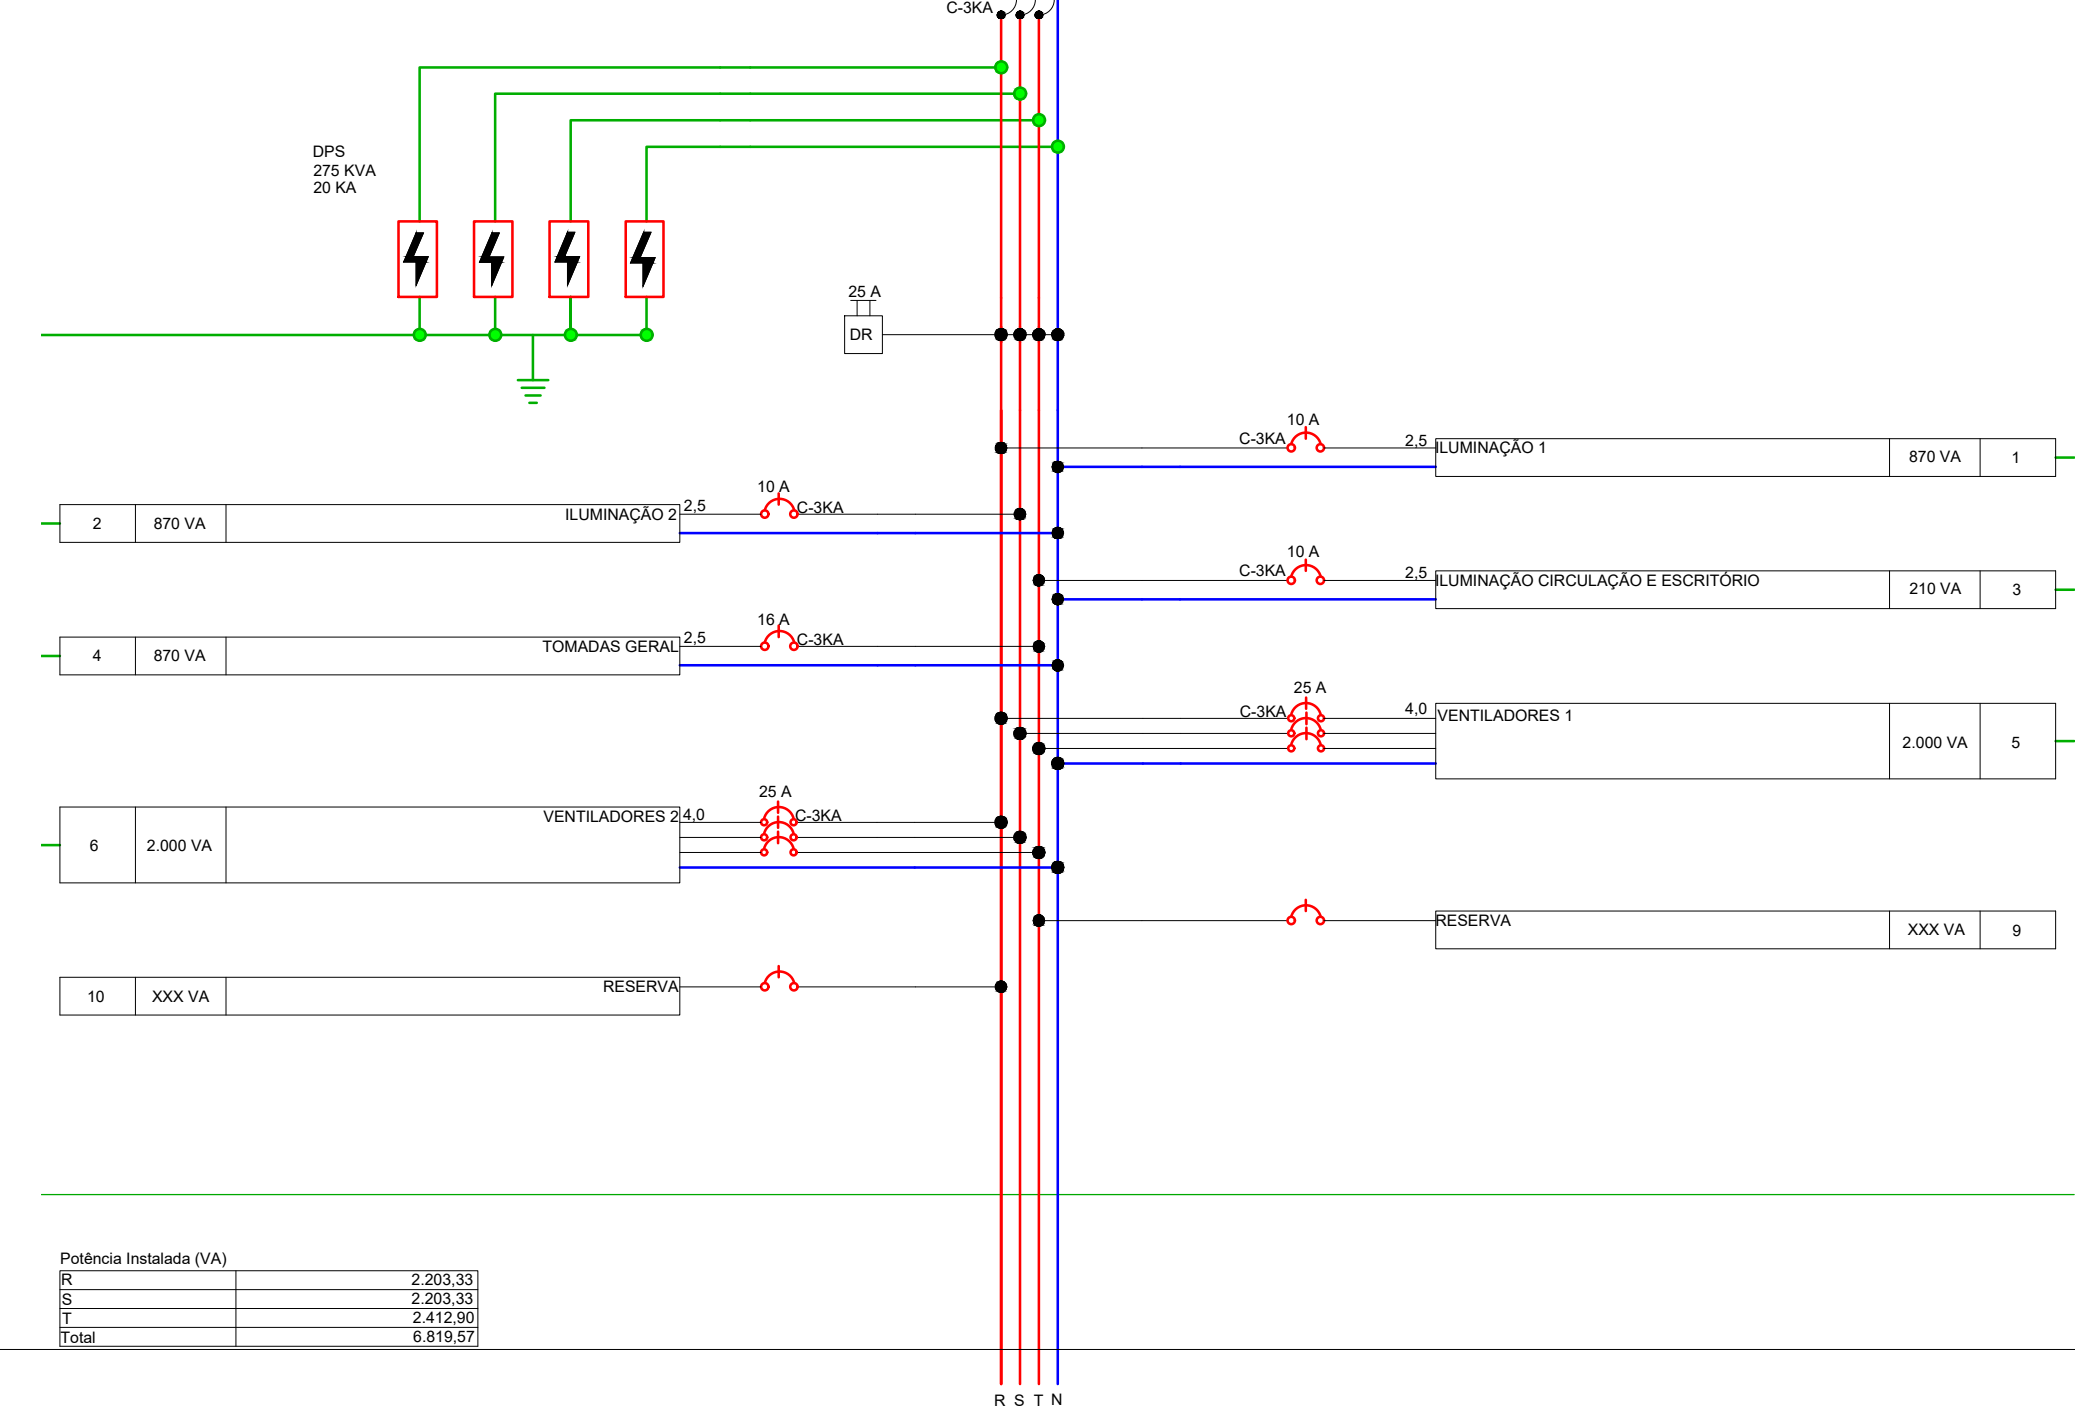 C-3KA
DPS
275 KVA
20 KA
25 A
DR
10 A
C-3KA
2,5
ILUMINAÇÃO 1
870 VA
1
2
870 VA
ILUMINAÇÃO 2
2,5
10 A
C-3KA
10 A
C-3KA
2,5
ILUMINAÇÃO CIRCULAÇÃO E ESCRITÓRIO
210 VA
3
4
870 VA
TOMADAS GERAL
2,5
16 A
C-3KA
25 A
C-3KA
4,0
VENTILADORES 1
2.000 VA
5
6
2.000 VA
VENTILADORES 2
4,0
25 A
C-3KA
RESERVA
XXX VA
9
10
XXX VA
RESERVA
Potência Instalada (VA)
R 2.203,33
S 2.203,33
T 2.412,90
Total 6.819,57
R S T N